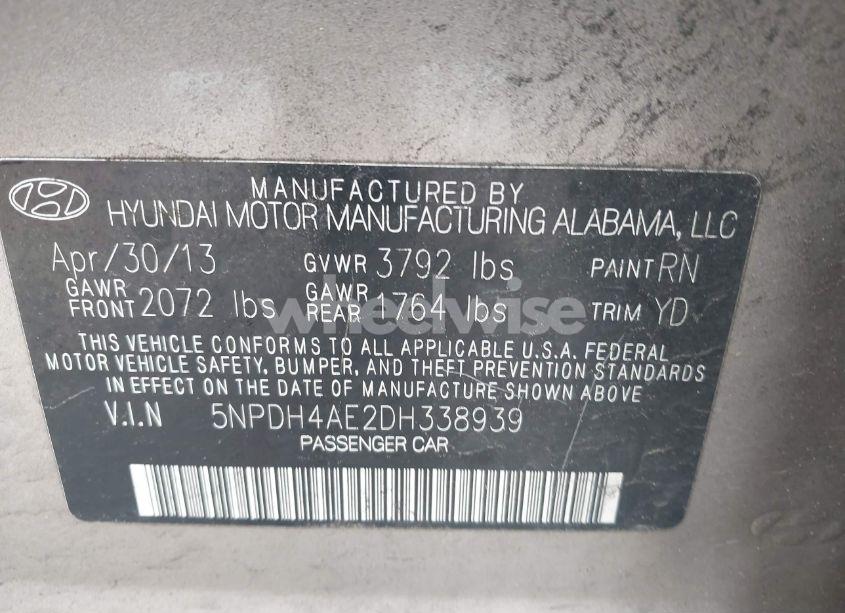 MANUFACTURED BY
HYUNDAI MOTOR MANUFACTURING ALABAMA, LLC
Apr/30/13 GVWR 3792 lbs PAINT RN
GAWR FRONT 2072 lbs GAWR REAR 1764 lbs TRIM YD
THIS VEHICLE CONFORMS TO ALL APPLICABLE U.S.A. FEDERAL
MOTOR VEHICLE SAFETY, BUMPER, AND THEFT PREVENTION STANDARDS
IN EFFECT ON THE DATE OF MANUFACTURE SHOWN ABOVE
V.I.N 5NPDH4AE2DH338939
PASSENGER CAR
wheelwise